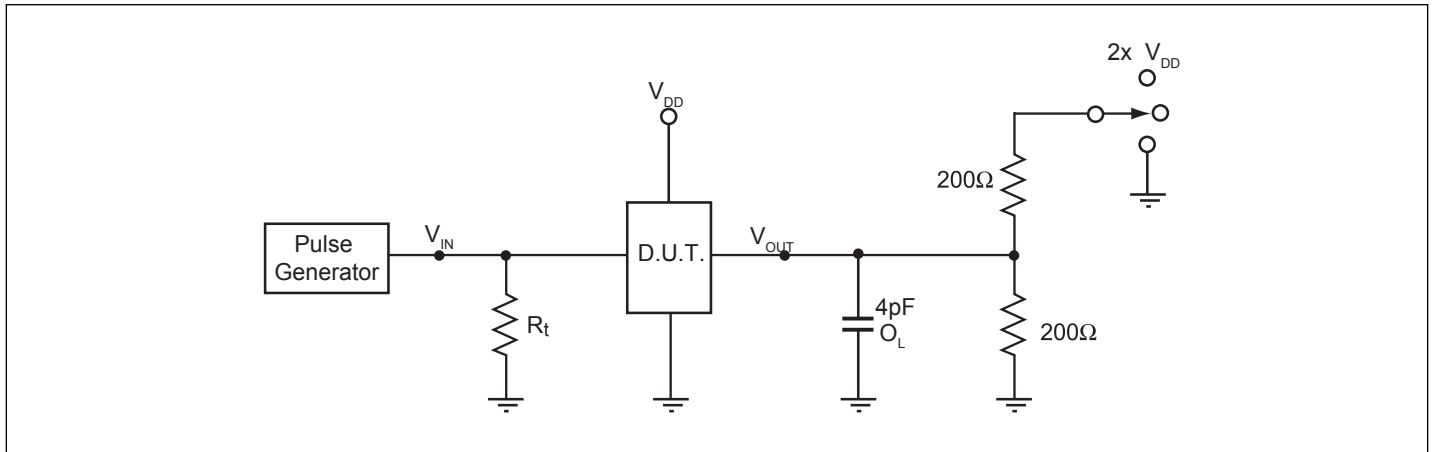 2x V_DD
V_DD
200Ω
Pulse
Generator
V_IN
D.U.T.
V_OUT
4pF
O_L
R_t
200Ω